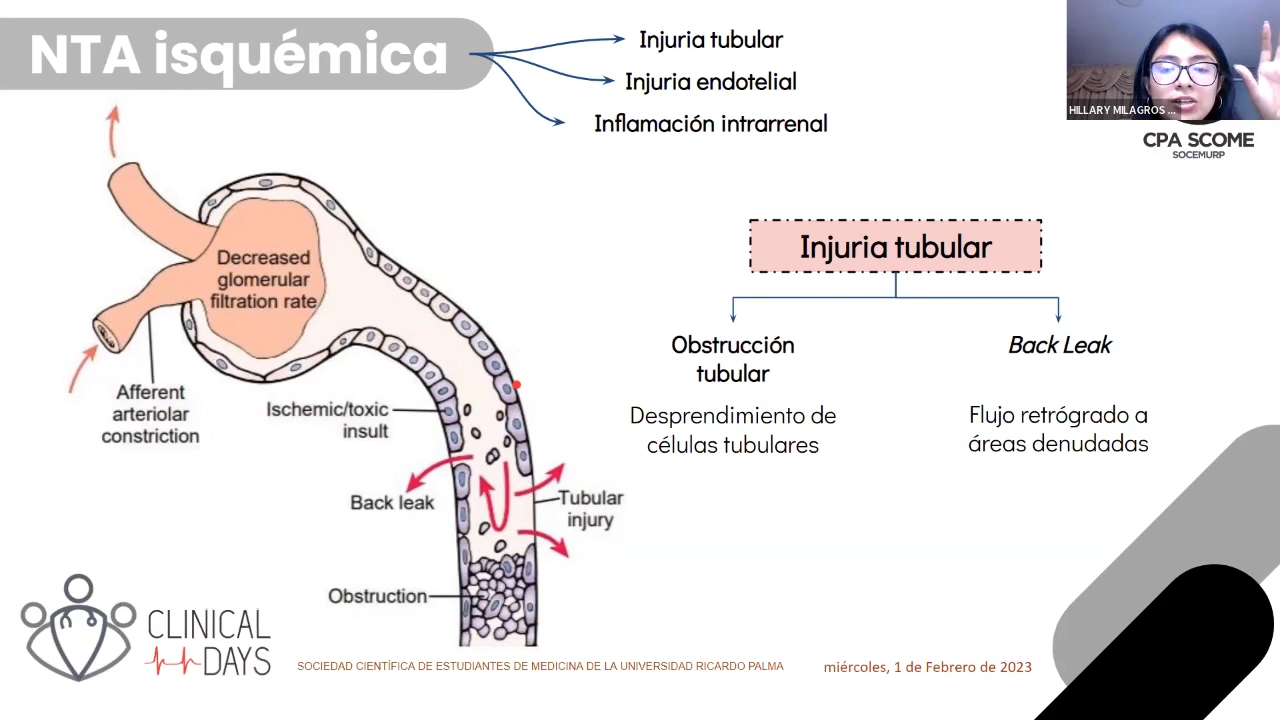 NTA isquémica
Injuria tubular
Injuria endotelial
Inflamación intrarrenal
HILLARY MILAGROS ...
CPA SCOME
SOCEMURP
Decreased
glomerular
filtration rate
Afferent
arteriolar
constriction
Ischemic/toxic
insult
Back leak
Tubular
injury
Obstruction
Injuria tubular
Obstrucción
tubular
Desprendimiento de
células tubulares
Back Leak
Flujo retrógrado a
áreas denudadas
CLINICAL
DAYS
SOCIEDAD CIENTÍFICA DE ESTUDIANTES DE MEDICINA DE LA UNIVERSIDAD RICARDO PALMA
miércoles, 1 de Febrero de 2023